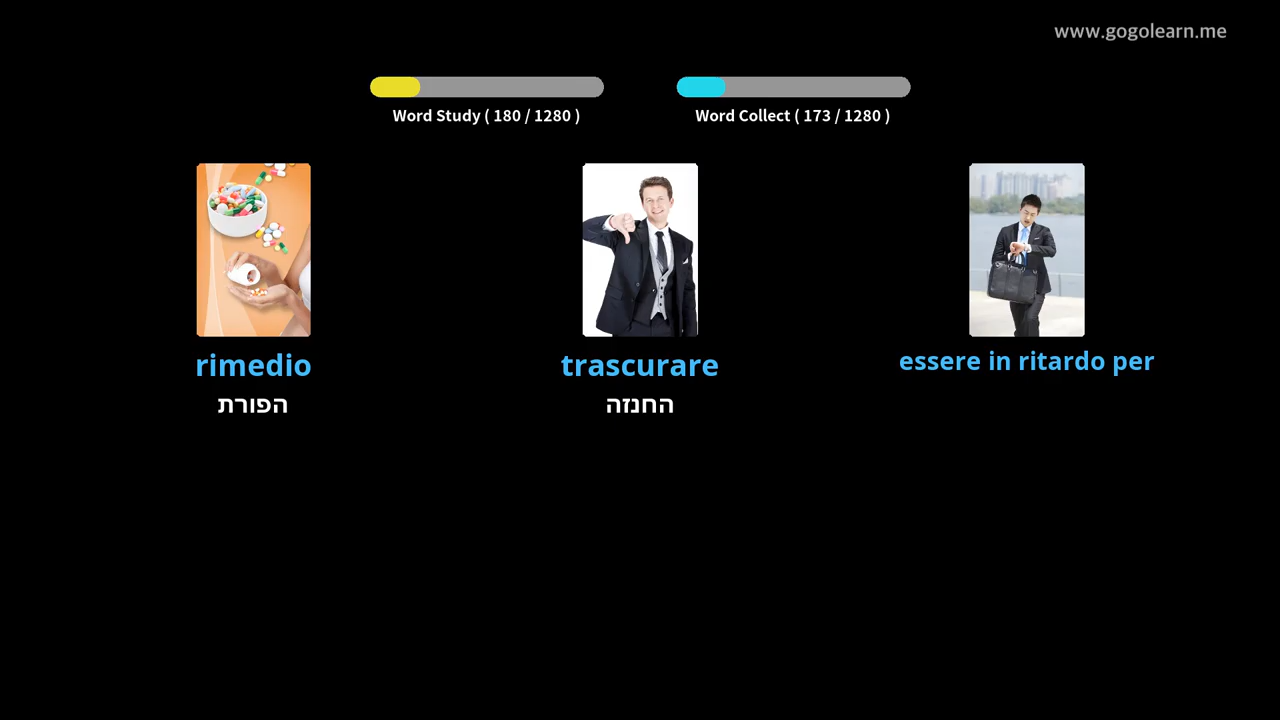 www.gogolearn.me
Word Study ( 180 / 1280 )
Word Collect ( 173 / 1280 )
rimedio
הפורת
trascurare
החנזה
essere in ritardo per